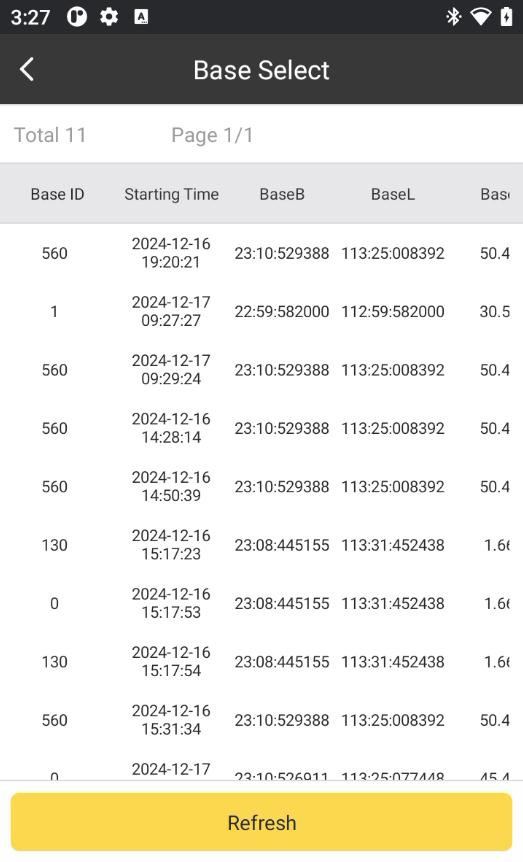 3:27
Base Select
Total 11 Page 1/1
Base ID Starting Time BaseB BaseL
560 2024-12-16 19:20:21 23:10:529388 113:25:008392 50.4
1 2024-12-17 09:27:27 22:59:582000 112:59:582000 30.5
560 2024-12-17 09:29:24 23:10:529388 113:25:008392 50.4
560 2024-12-16 14:28:14 23:10:529388 113:25:008392 50.4
560 2024-12-16 14:50:39 23:10:529388 113:25:008392 50.4
130 2024-12-16 15:17:23 23:08:445155 113:31:452438 1.6
0 2024-12-16 15:17:53 23:08:445155 113:31:452438 1.6
130 2024-12-16 15:17:54 23:08:445155 113:31:452438 1.6
560 2024-12-16 15:31:34 23:10:529388 113:25:008392 50.4
0 2024-12-17 23:10:526911 113:25:077448 45.4
Refresh